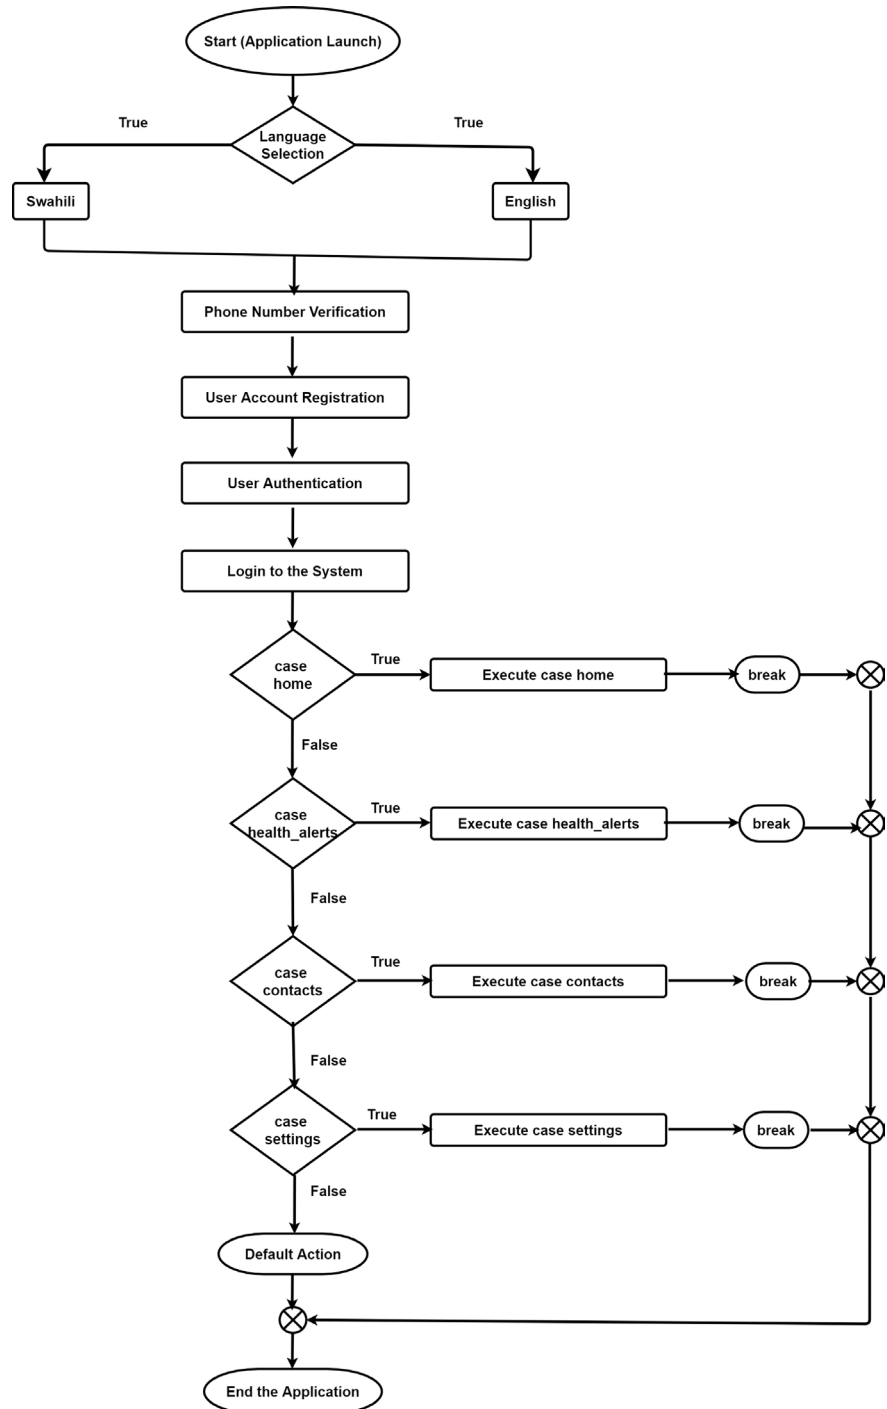 Start (Application Launch)
True
True
Language
Selection
Swahili
English
Phone Number Verification
User Account Registration
User Authentication
Login to the System
case
home
True
Execute case home
break
False
case
health_alerts
True
Execute case health_alerts
break
False
case
contacts
True
Execute case contacts
break
False
case
settings
True
Execute case settings
break
False
Default Action
End the Application